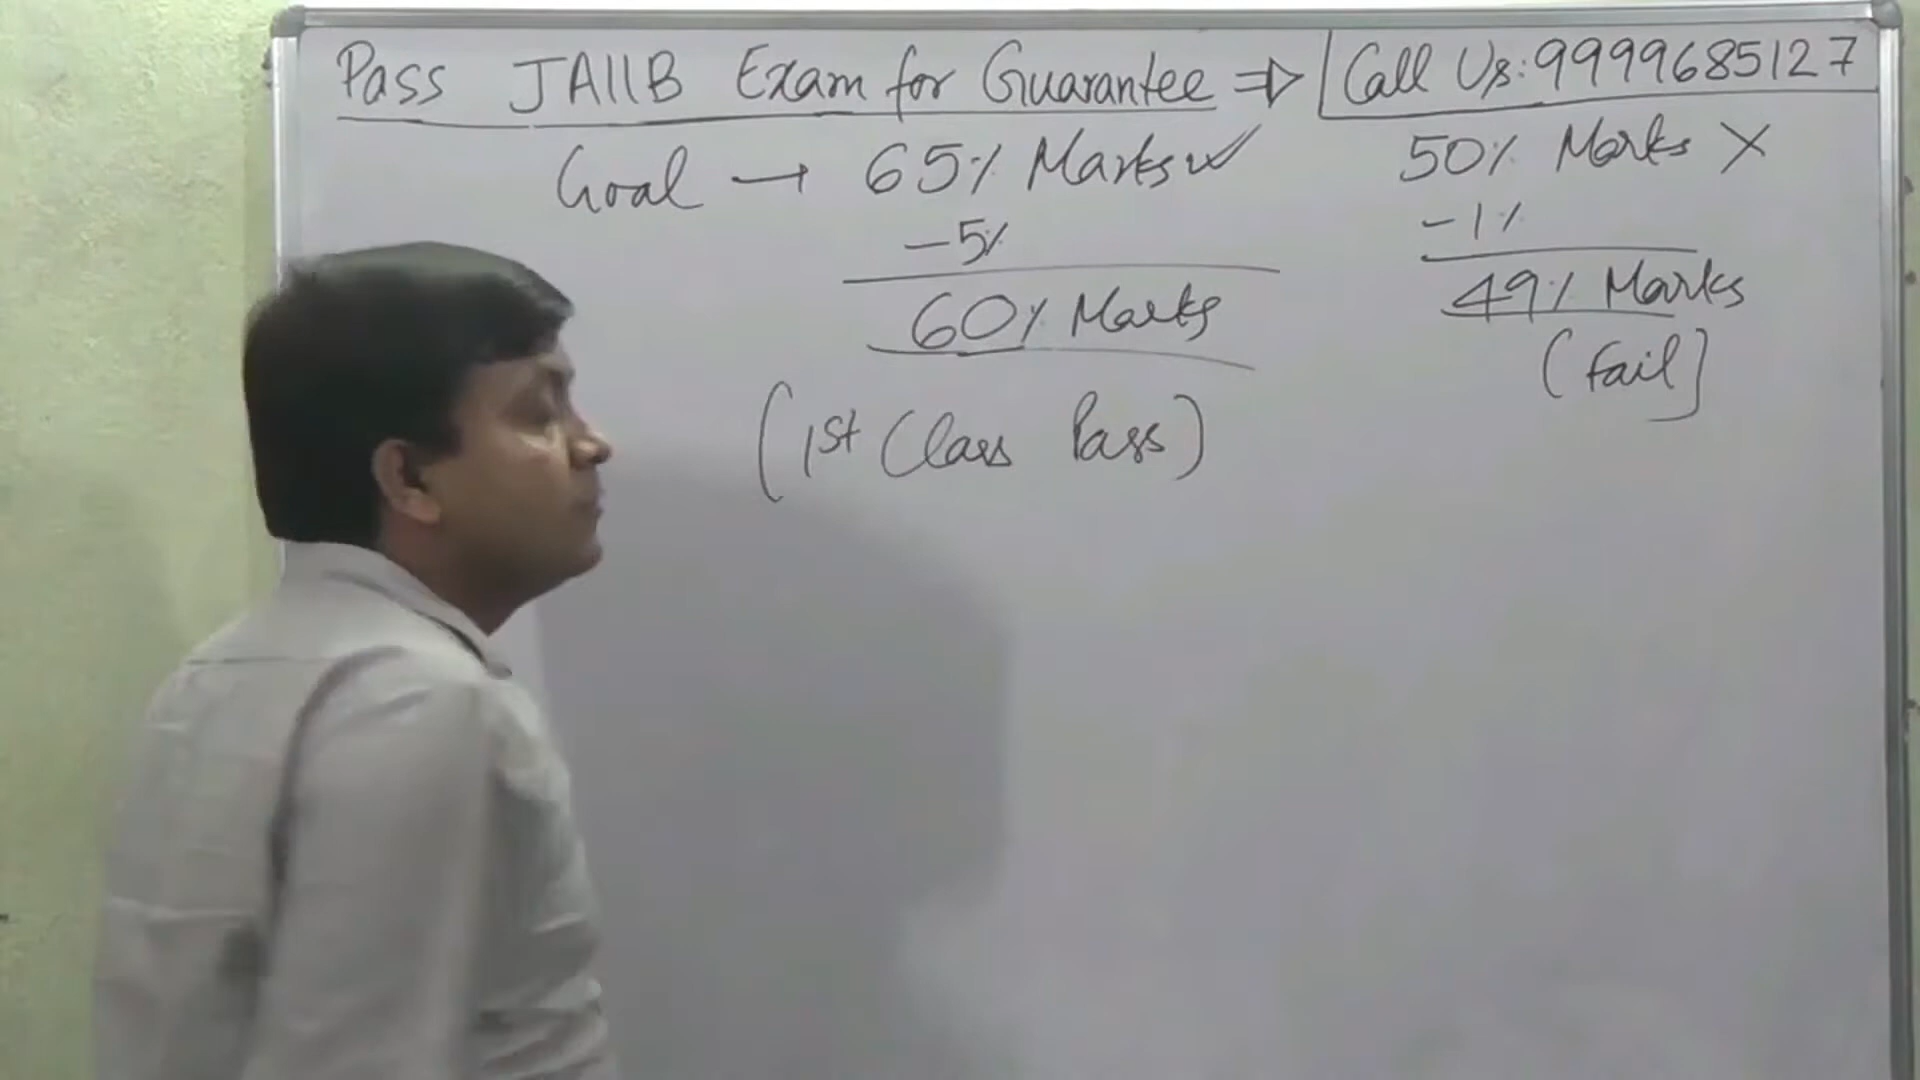 Pass JAIIB Exam for Guarantee ⇒ Call Us: 9999685127
Goal → 65% Marks ✓
-5%
60% Marks
(1st Class Pass)
50% Marks X
-1%
49% Marks
(Fail]